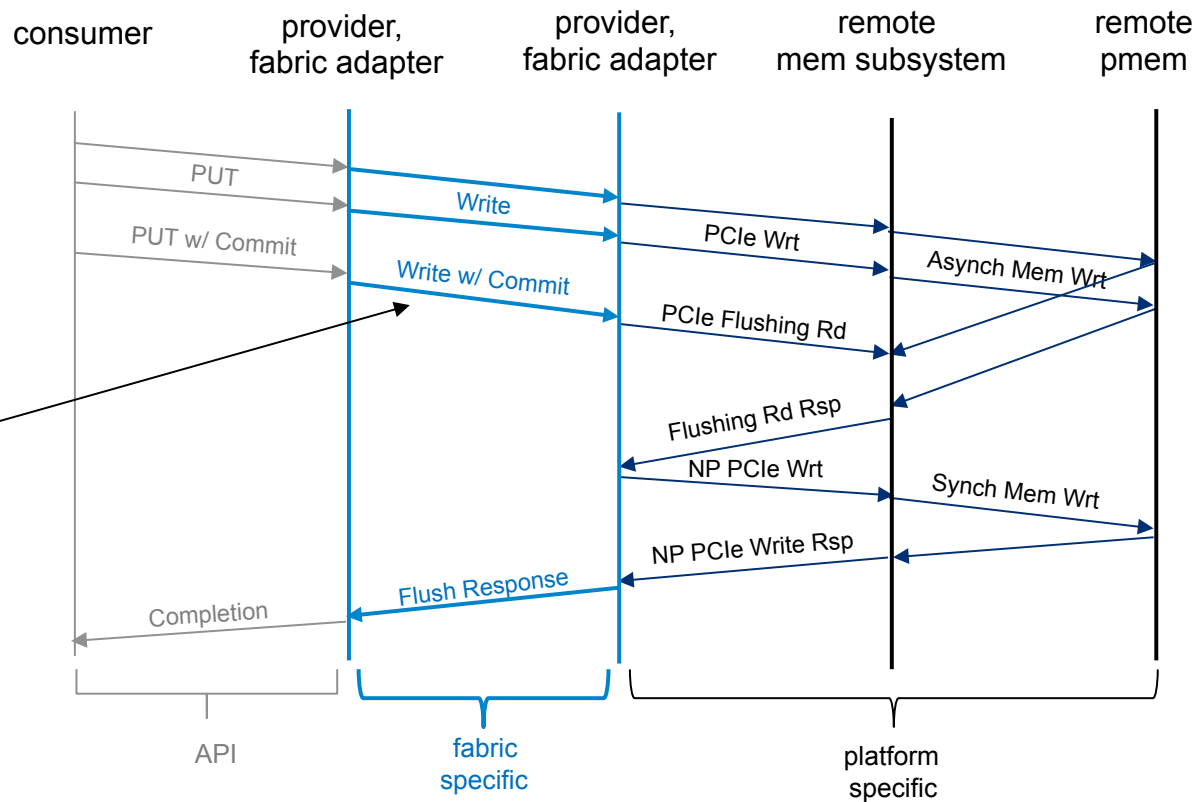 consumer
provider,
fabric adapter
provider,
fabric adapter
remote
mem subsystem
remote
pmem
PUT
Write
PUT w/ Commit
PCIe Wrt
Write w/ Commit
Asynch Mem Wrt
PCIe Flushing Rd
Flushing Rd Rsp
NP PCIe Wrt
Synch Mem Wrt
NP PCIe Write Rsp
Flush Response
Completion
API
fabric
specific
platform
specific